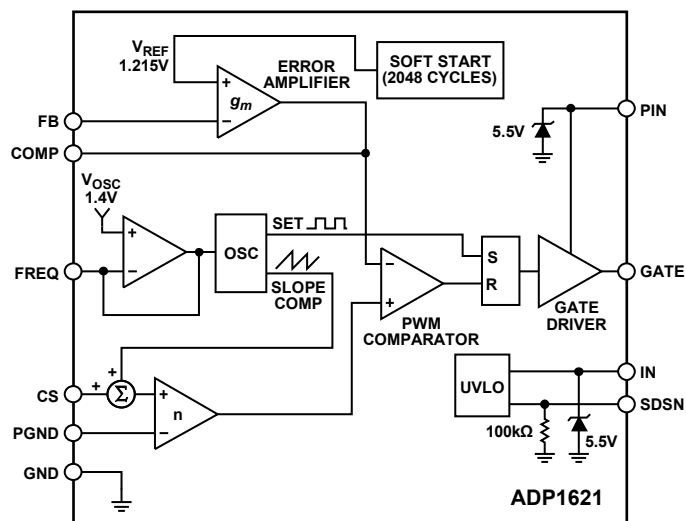 VREF
1.215V
ERROR
AMPLIFIER
SOFT START
(2048 CYCLES)
+
gm
−
FB
COMP
5.5V
PIN
VOSC
1.4V
+
−
FREQ
OSC
SET
SLOPE
COMP
−
+
PWM
COMPARATOR
S
R
GATE
DRIVER
GATE
+
+
Σ
CS
+
n
−
PGND
GND
UVLO
IN
SDSN
100kΩ
5.5V
ADP1621